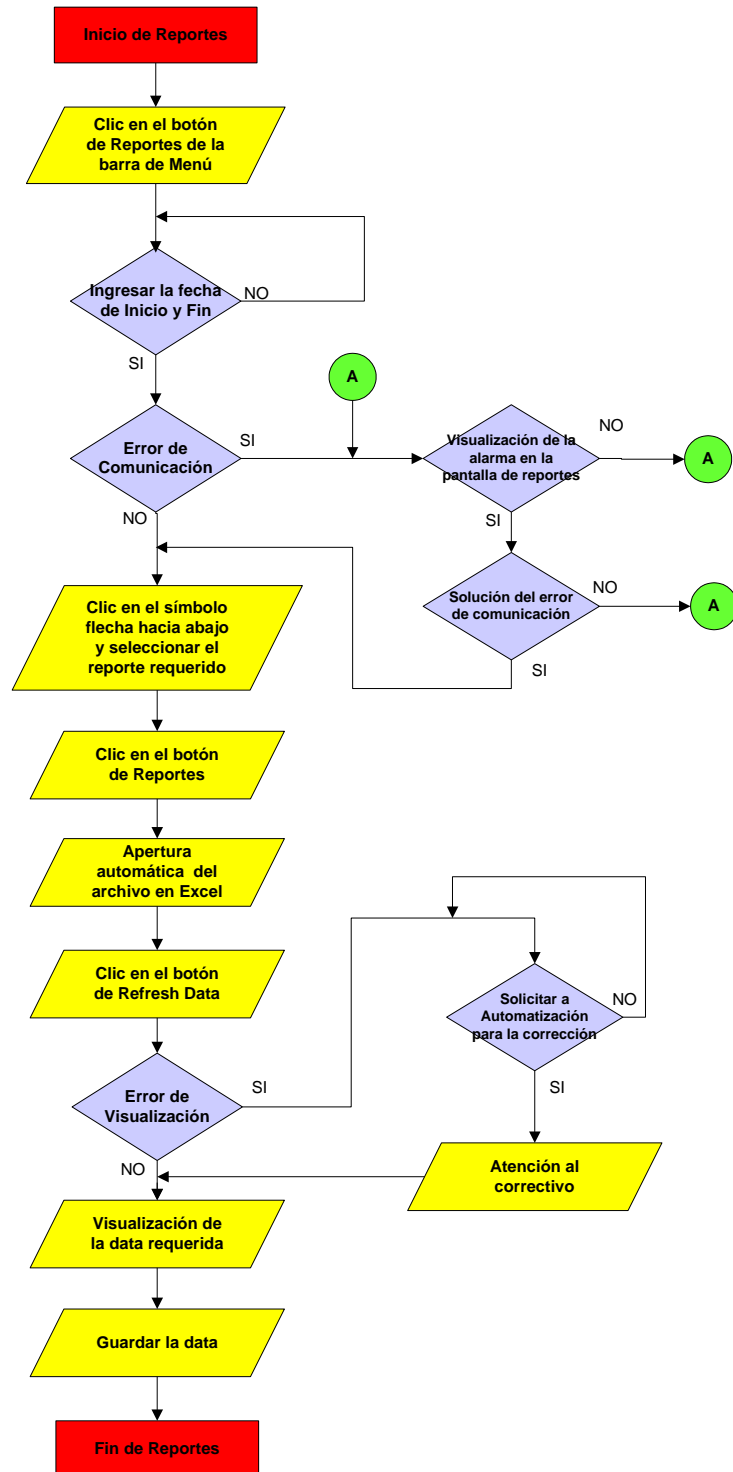 Inicio de Reportes
Clic en el botón
de Reportes de la
barra de Menú
Ingresar la fecha
de Inicio y Fin
NO
SI
A
Error de
Comunicación
SI
NO
Visualización de la
alarma en la
pantalla de reportes
NO
A
SI
Solución del error
de comunicación
NO
A
SI
Clic en el símbolo
flecha hacia abajo
y seleccionar el
reporte requerido
Clic en el botón
de Reportes
Apertura
automática del
archivo en Excel
Clic en el botón
de Refresh Data
Error de
Visualización
SI
NO
Solicitar a
Automatización
para la corrección
NO
SI
Atención al
correctivo
Visualización de
la data requerida
Guardar la data
Fin de Reportes